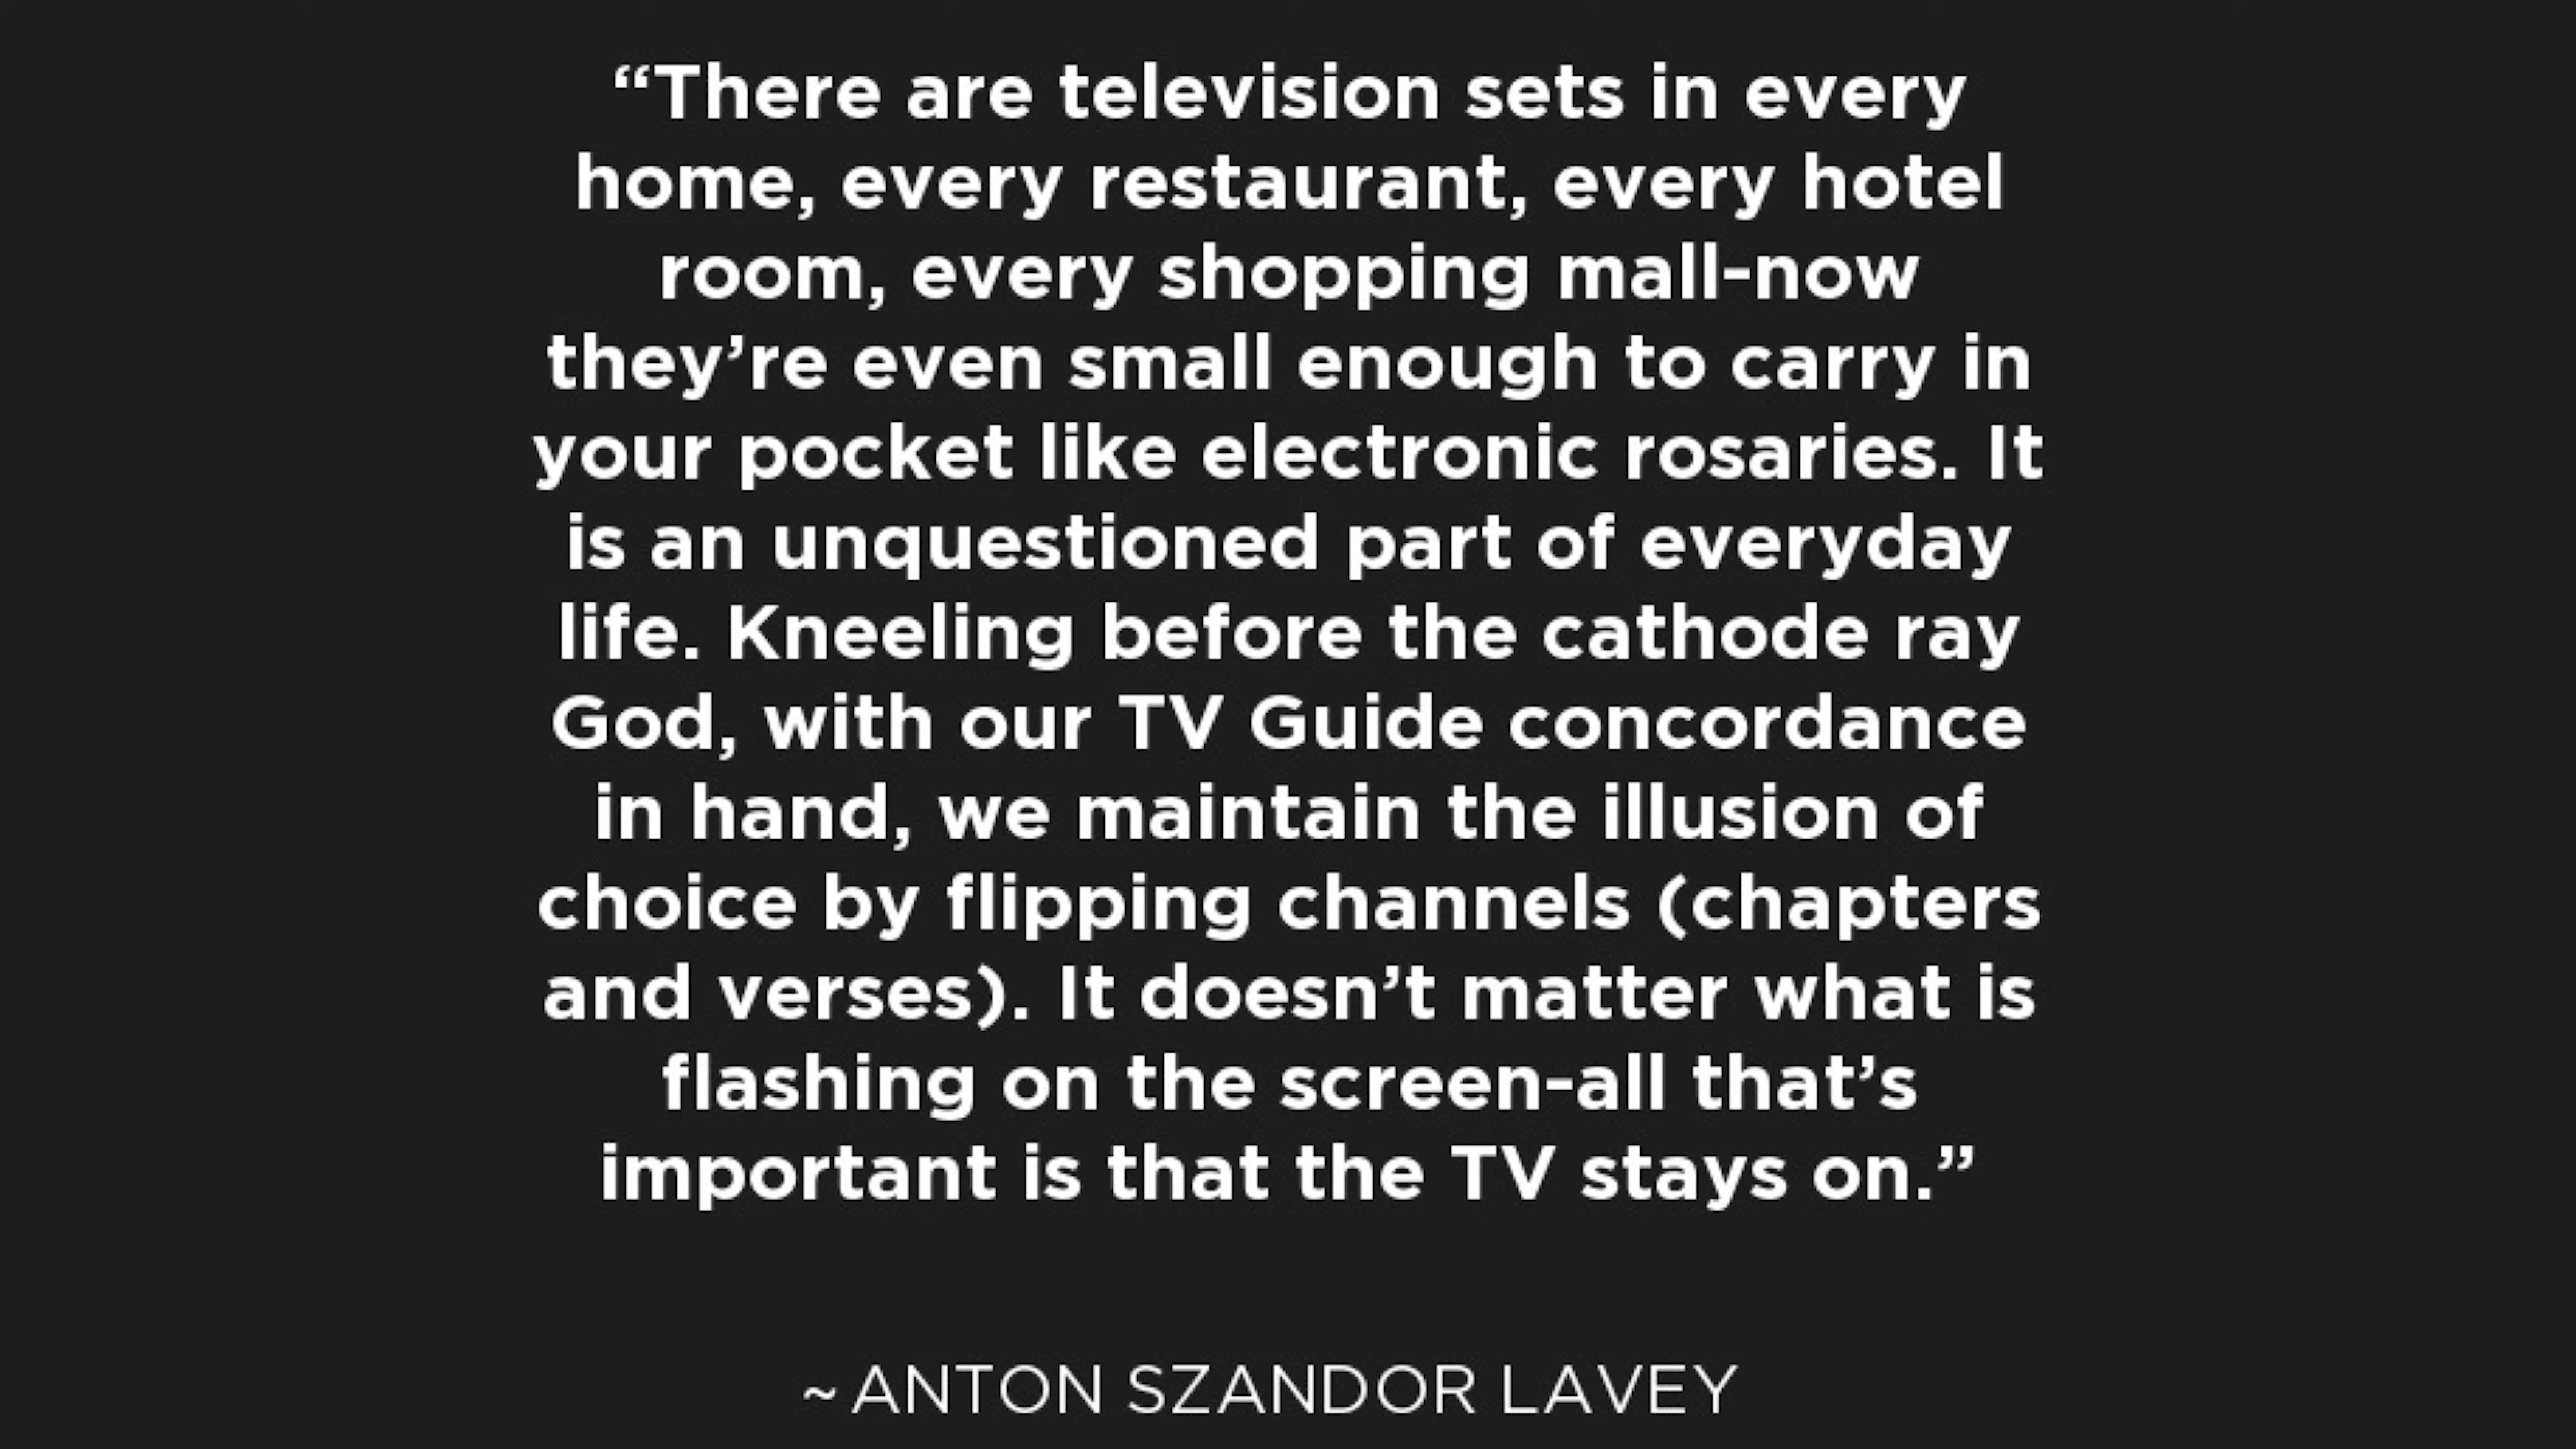 “There are television sets in every
home, every restaurant, every hotel
room, every shopping mall-now
they’re even small enough to carry in
your pocket like electronic rosaries. It
is an unquestioned part of everyday
life. Kneeling before the cathode ray
God, with our TV Guide concordance
in hand, we maintain the illusion of
choice by flipping channels (chapters
and verses). It doesn’t matter what is
flashing on the screen-all that’s
important is that the TV stays on.”
~ ANTON SZANDOR LAVEY